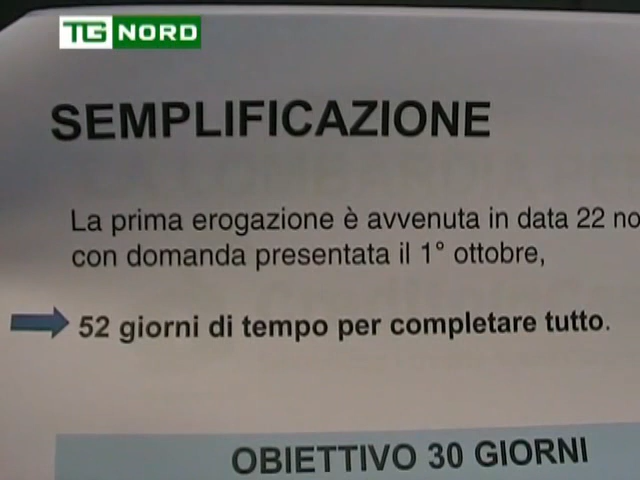 TG NORD
SEMPLIFICAZIONE
La prima erogazione è avvenuta in data 22 no
con domanda presentata il 1° ottobre,
52 giorni di tempo per completare tutto.
OBIETTIVO 30 GIORNI